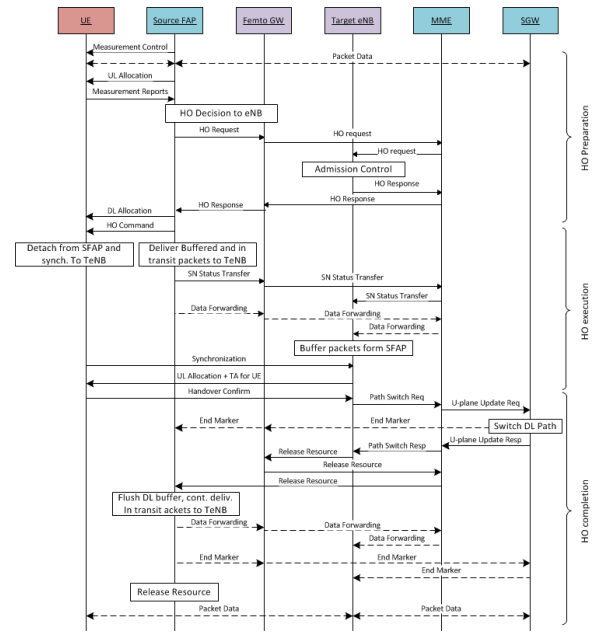 UE
Source FAP
Femto GW
Target eNB
MME
SGW
Measurement Control
Packet Data
UL Allocation
Measurement Reports
HO Decision to eNB
HO Request
HO request
HO request
Admission Control
HO Response
HO Response
HO Response
DL Allocation
HO Command
HO Preparation
Detach from SFAP and
synch. To TeNB
Deliver Buffered and in
transit packets to TeNB
SN Status Transfer
SN Status Transfer
SN Status Transfer
Data Forwarding
Data Forwarding
Data Forwarding
Buffer packets form SFAP
HO execution
Synchronization
UL Allocation + TA for UE
Handover Confirm
Path Switch Req
U-plane Update Req
End Marker
End Marker
Switch DL Path
U-plane Update Resp
Path Switch Resp
Release Resource
Release Resource
Release Resource
Flush DL buffer, cont. deliv.
In transit ackets to TeNB
Data Forwarding
Data Forwarding
Data Forwarding
End Marker
End Marker
End Marker
Release Resource
Packet Data
Packet Data
HO completion